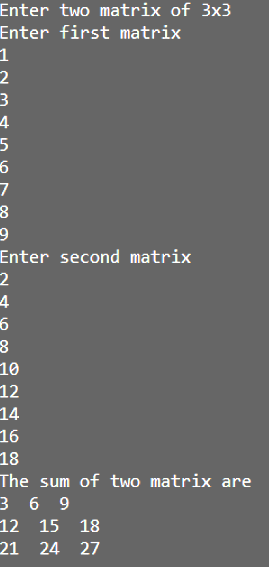 Enter two matrix of 3x3
Enter first matrix
1
2
3
4
5
6
7
8
9
Enter second matrix
2
4
6
8
10
12
14
16
18
The sum of two matrix are
3  6  9
12  15  18
21  24  27